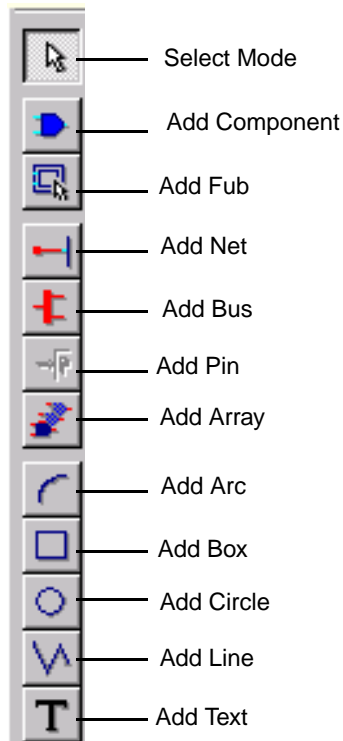 Select Mode
Add Component
Add Fub
Add Net
Add Bus
Add Pin
Add Array
Add Arc
Add Box
Add Circle
Add Line
T Add Text